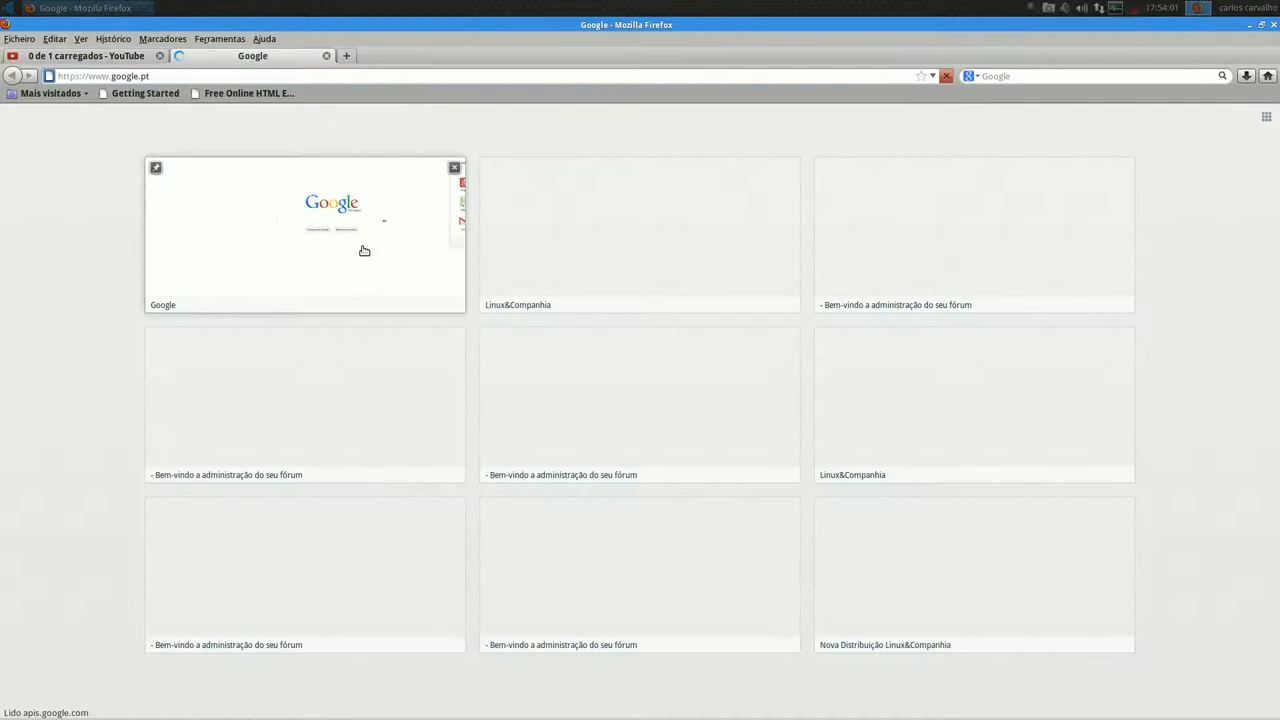 Google - Mozilla Firefox
17:54:01
carlos carvalho
Google - Mozilla Firefox
Ficheiro Editar Ver Histórico Marcadores Ferramentas Ajuda
0 de 1 carregados - YouTube
Google
https://www.google.pt
Google
Mais visitados
Getting Started
Free Online HTML E...
Google
Google
Linux&Companhia
- Bem-vindo a administração do seu fórum
- Bem-vindo a administração do seu fórum
- Bem-vindo a administração do seu fórum
Linux&Companhia
- Bem-vindo a administração do seu fórum
- Bem-vindo a administração do seu fórum
Nova Distribuição Linux&Companhia
Lido apis.google.com